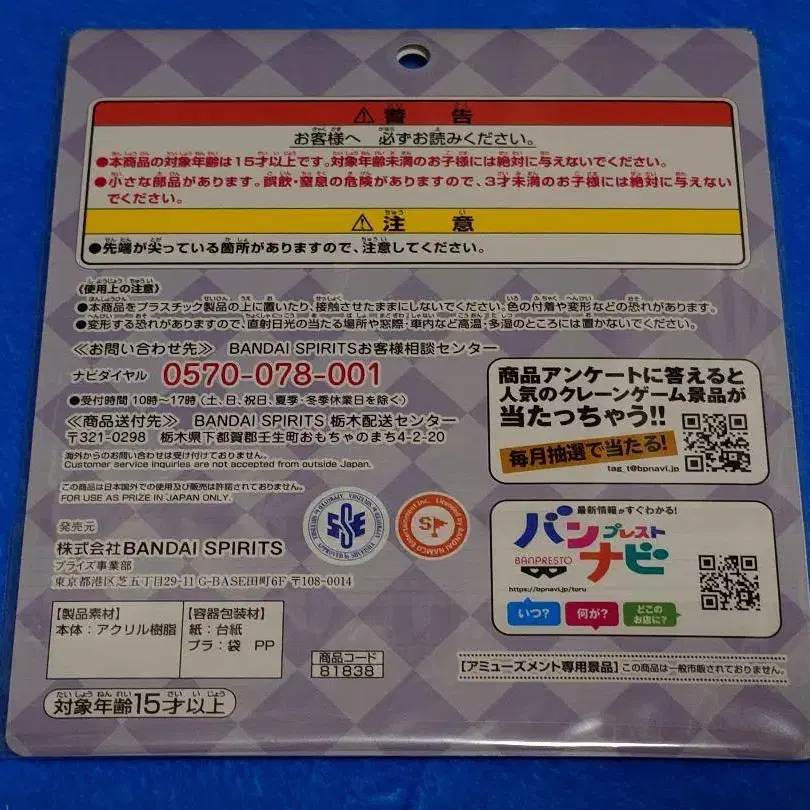 ⚠警告
お客様へ 必ずお読みください。
●本商品の対象年齢は15才以上です。対象年齢未満のお子様には絶対に与えないでください。
●小さな部品があります。誤飲・窒息の危険がありますので、3才未満のお子様には絶対に与えない
でください。
⚠注意
●先端が尖っている箇所がありますので、注意してください。
《使用上の注意》
●本商品をプラスチック製品の上に置いたり、接触させたままにしないでください。色の付着や変形などの恐れがあります。
●変形する恐れがありますので、直射日光の当たる場所や窓際・車内など高温・多湿のところには置かないでください。
≪お問い合わせ先≫ BANDAI SPIRITSお客様相談センター
ナビダイヤル 0570-078-001
●受付時間 10時〜17時(土、日、祝日、夏季・冬季休業日を除く)
≪商品送付先≫ BANDAI SPIRITS 栃木配送センター
〒321-0298 栃木県下都賀郡壬生町おもちゃのまち4-2-20
海外からのお問い合わせは受け付けておりません。
Customer service inquiries are not accepted from outside Japan.
この商品は日本国外での使用及び販売は許諾されておりません。
FOR USE AS PRIZE IN JAPAN ONLY.
発売元
株式会社BANDAI SPIRITS
プライズ事業部
東京都港区芝五丁目29-11 G-BASE田町6F 〒108-0014
SSE
S
Licensed by BANDAI NAMCO Entertainment Inc.
【製品素材】
本体:アクリル樹脂
【容器包装材】
紙:台紙
プラ:袋 PP
商品コード
81838
対象年齢15才以上
商品アンケートに答えると
人気のクレーンゲーム景品が
当たっちゃう!!
毎月抽選で当たる!
tag_t@bpnavi.jp
最新情報がすぐわかる!
バンプレストナビ
BANPRESTO
https://bpnavi.jp/toru
いつ?
何が?
どこの
お店に?
【アミューズメント専用景品】この商品は一般市販されておりません。